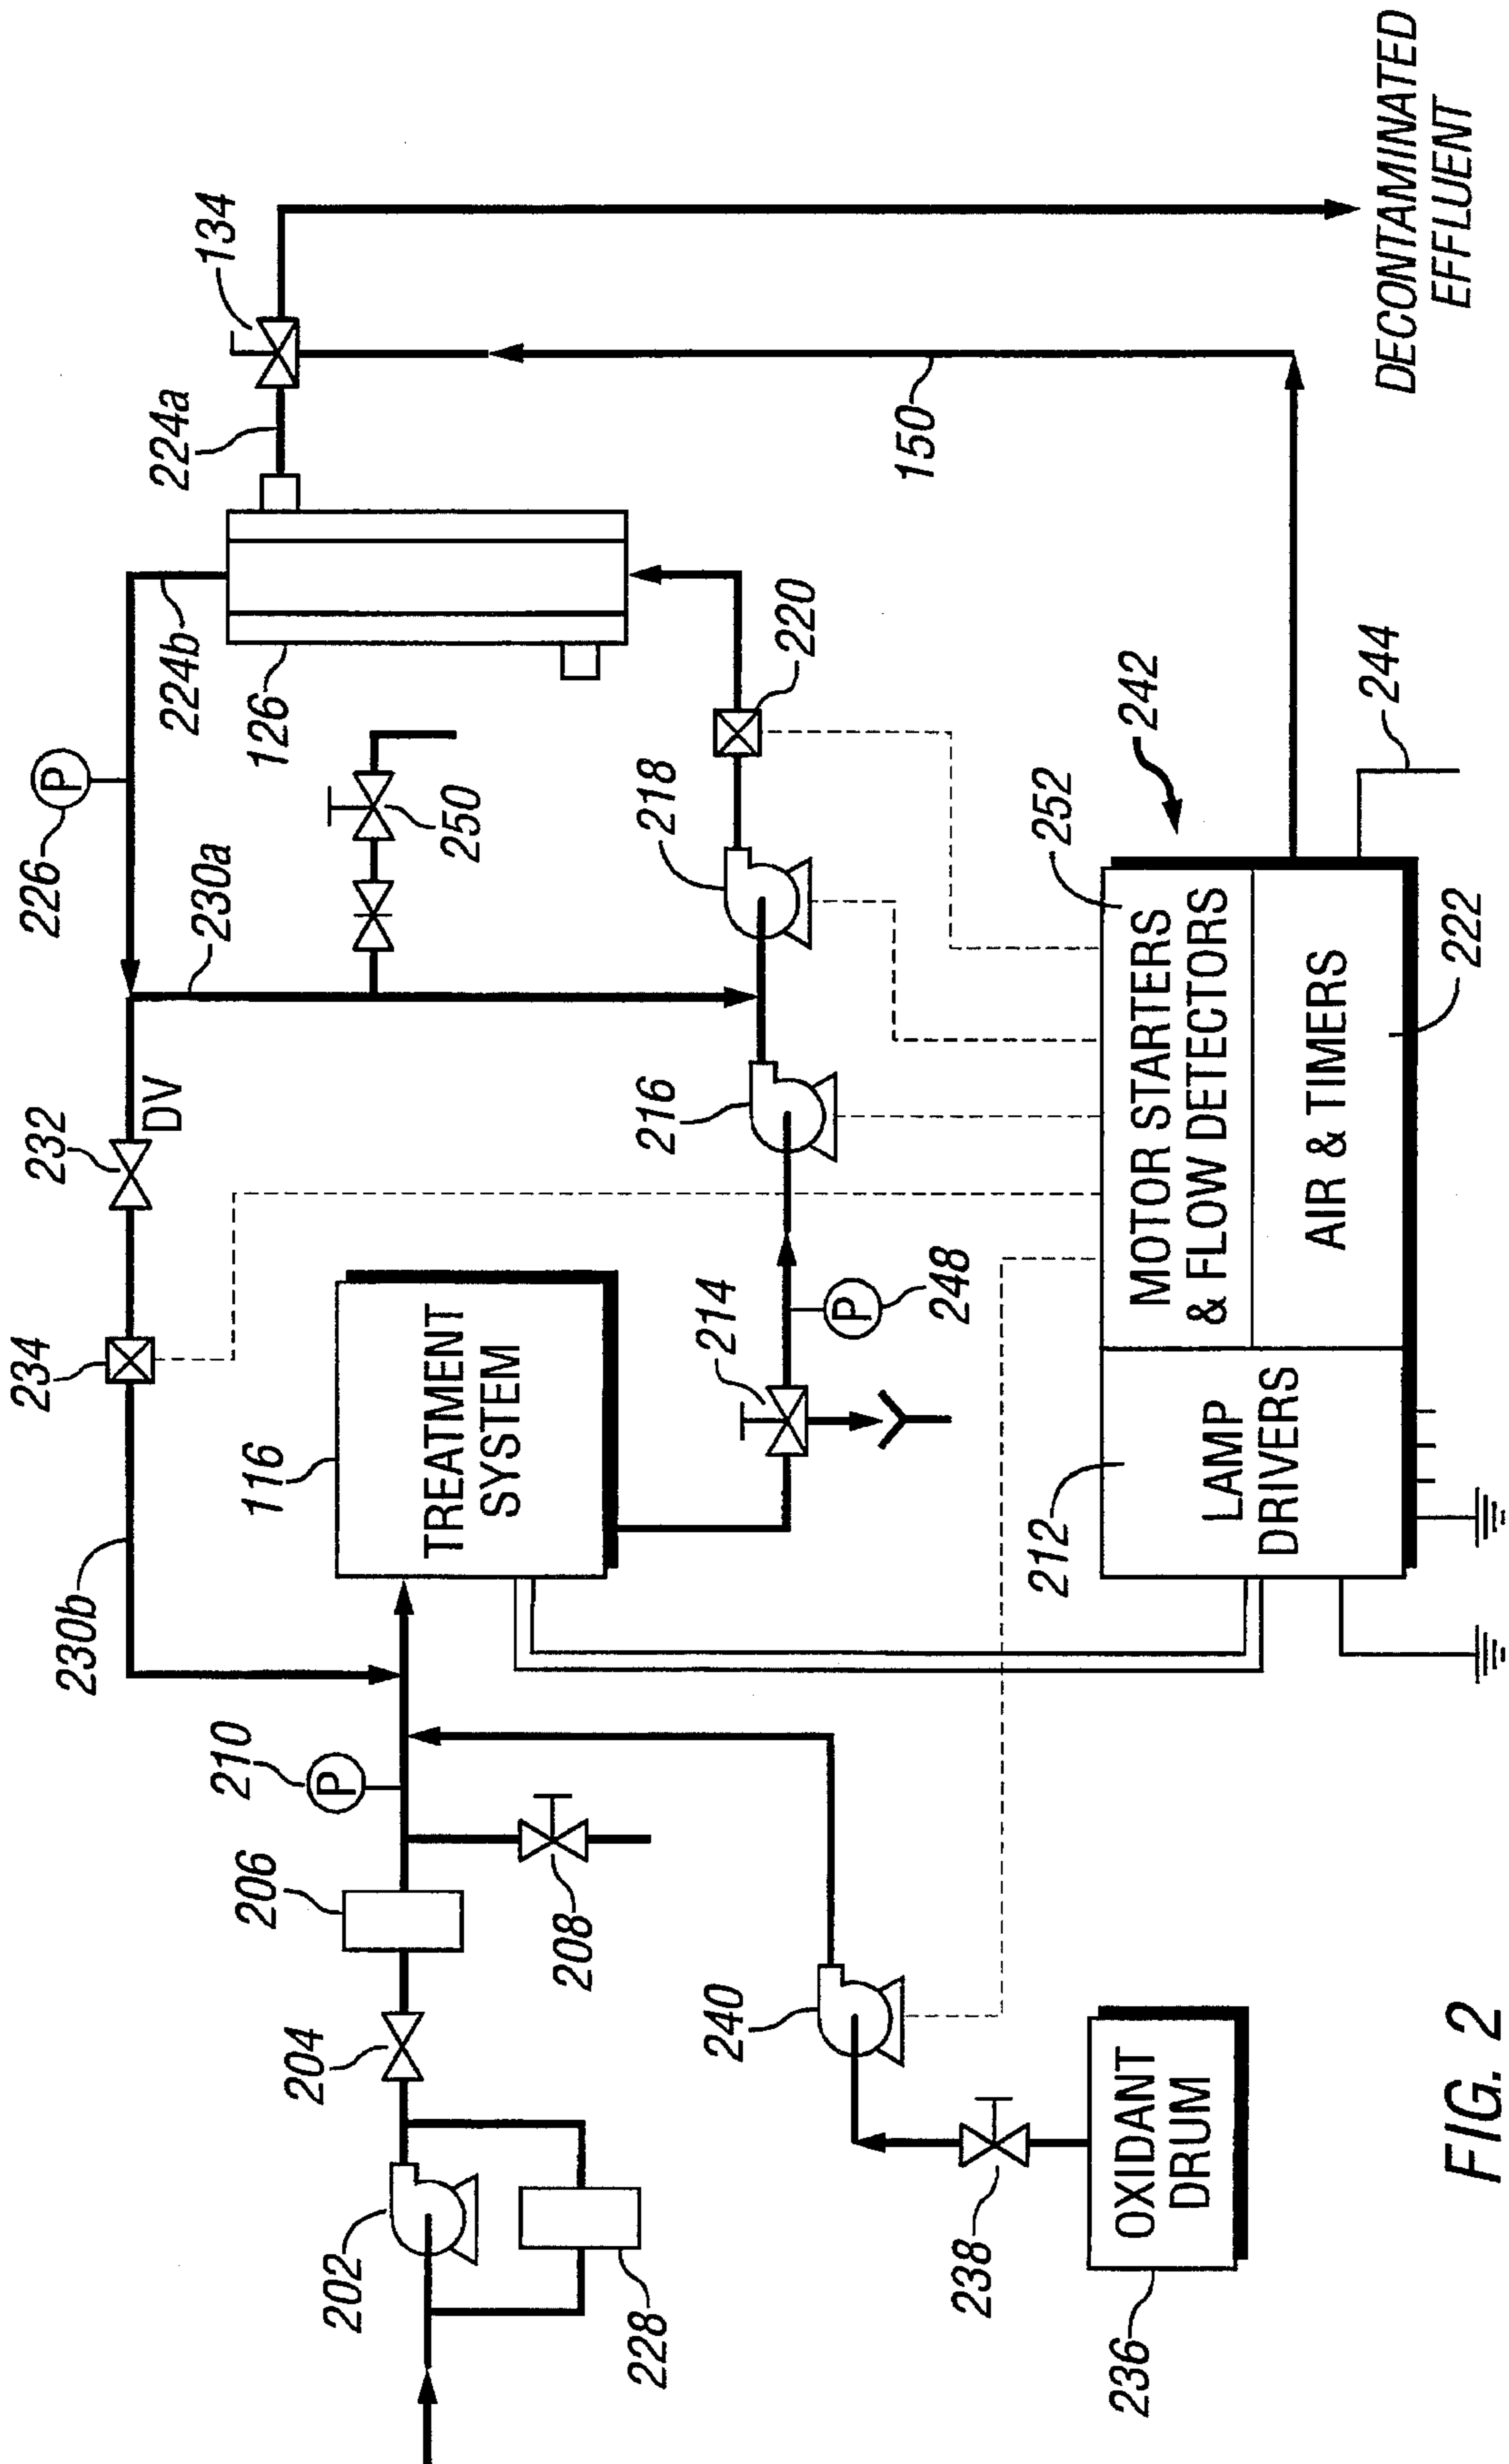 230b
234
232
DV
226
P
224b
224a
134
230a
126
250
116
TREATMENT
SYSTEM
210
P
206
204
202
228
208
214
P
248
216
218
220
150
240
238
236
OXIDANT
DRUM
212
LAMP
DRIVERS
252
MOTOR STARTERS
& FLOW DETECTORS
AIR & TIMERS
222
242
244
DECONTAMINATED
EFFLUENT
FIG. 2